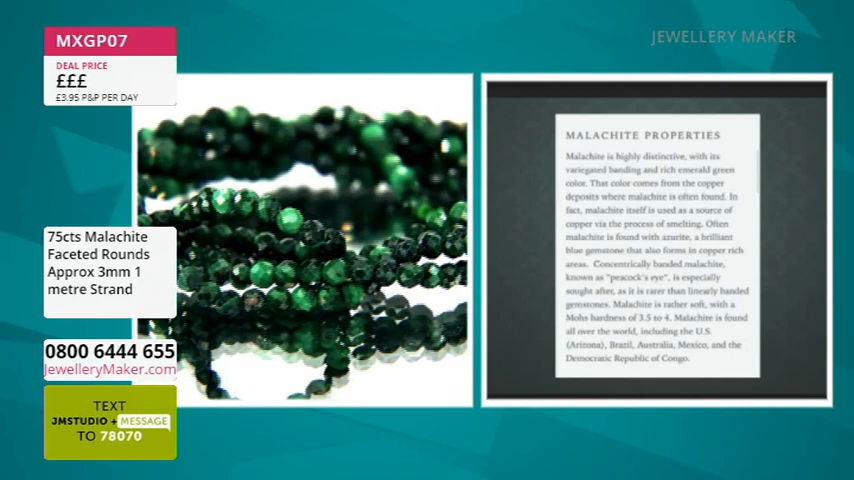 MXGP07
DEAL PRICE
£££
£3.95 P&P PER DAY
JEWELLERY MAKER
75cts Malachite
Faceted Rounds
Approx 3mm 1
metre Strand
0800 6444 655
JewelleryMaker.com
TEXT
JMSTUDIO + MESSAGE
TO 78070
MALACHITE PROPERTIES
Malachite is highly distinctive, with its
variegated banding and rich emerald green
color. That color comes from the copper
deposits where malachite is often found. In
fact, malachite itself is used as a source of
copper via the process of smelting. Often
malachite is found with azurite, a brilliant
blue gemstone that also forms in copper rich
areas. Concentrically banded malachite,
known as "peacock's eye", is especially
sought after, as it is rarer than linearly banded
gemstones. Malachite is rather soft, with a
Mohs hardness of 3.5 to 4. Malachite is found
all over the world, including the U.S.
(Arizona), Brazil, Australia, Mexico, and the
Democratic Republic of Congo.